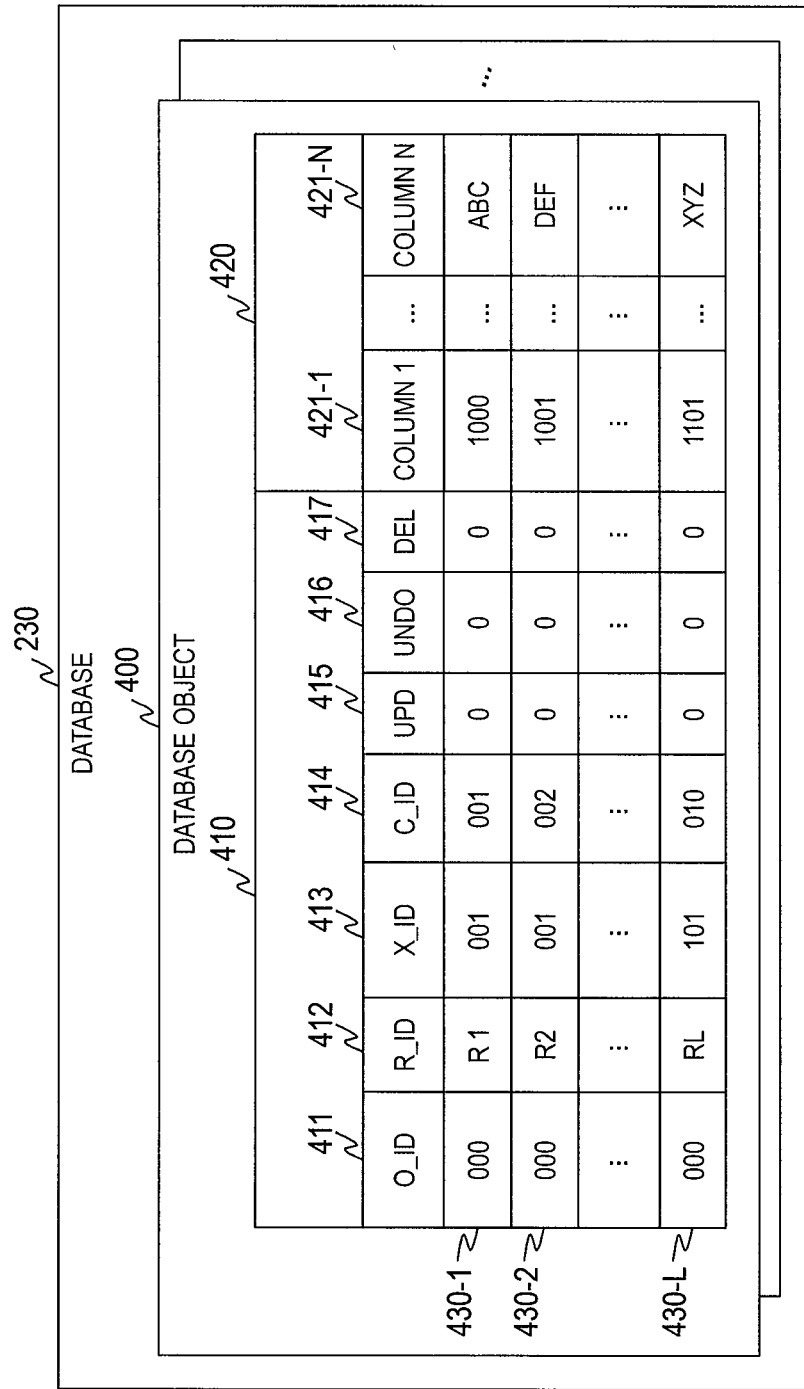 230
DATABASE
400
DATABASE OBJECT
410 420
411 412 413 414 415 416 417 421-1 421-N
O_ID R_ID X_ID C_ID UPD UNDO DEL COLUMN 1 ... COLUMN N
430-1 000 R1 001 001 0 0 0 1000 ... ABC
430-2 000 R2 001 002 0 0 0 1001 ... DEF
... ... ... ... ... ... ... ... ... ...
430-L 000 RL 101 010 0 0 0 1101 ... XYZ
...